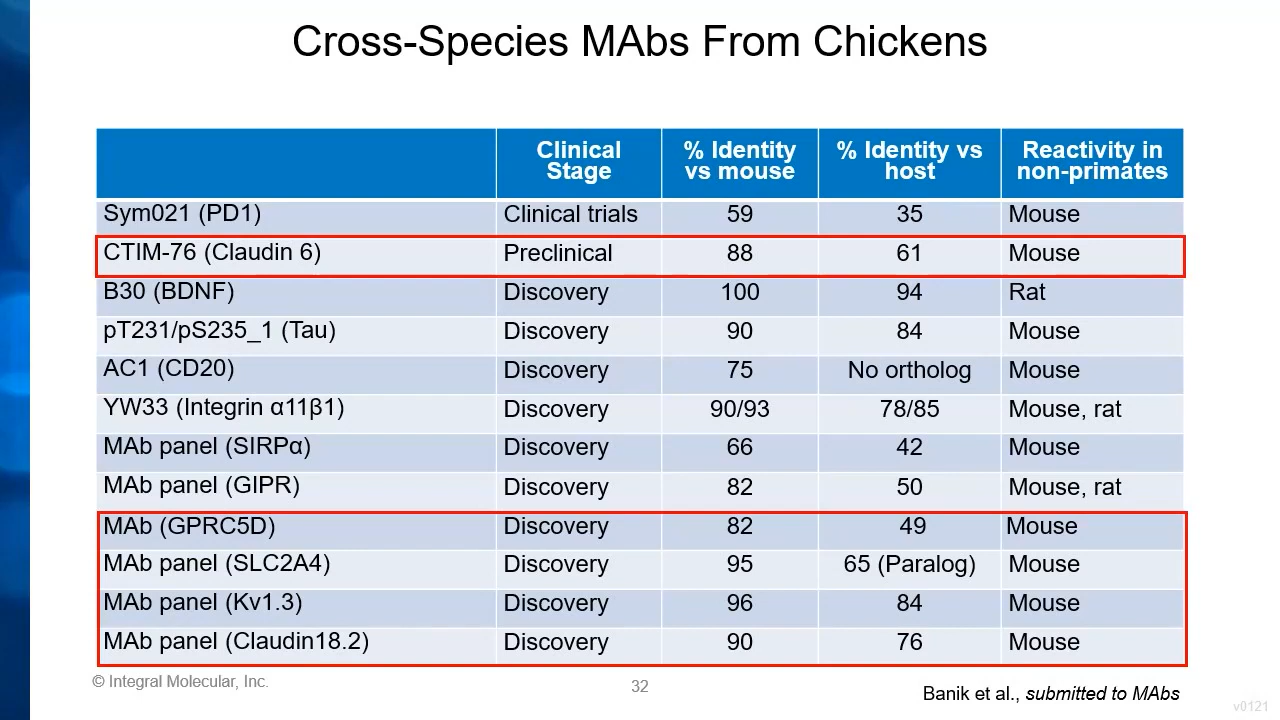 Cross-Species MAbs From Chickens
Clinical Stage % Identity vs mouse % Identity vs host Reactivity in non-primates
Sym021 (PD1) Clinical trials 59 35 Mouse
CTIM-76 (Claudin 6) Preclinical 88 61 Mouse
B30 (BDNF) Discovery 100 94 Rat
pT231/pS235_1 (Tau) Discovery 90 84 Mouse
AC1 (CD20) Discovery 75 No ortholog Mouse
YW33 (Integrin α11β1) Discovery 90/93 78/85 Mouse, rat
MAb panel (SIRPα) Discovery 66 42 Mouse
MAb panel (GIPR) Discovery 82 50 Mouse, rat
MAb (GPRC5D) Discovery 82 49 Mouse
MAb panel (SLC2A4) Discovery 95 65 (Paralog) Mouse
MAb panel (Kv1.3) Discovery 96 84 Mouse
MAb panel (Claudin18.2) Discovery 90 76 Mouse
© Integral Molecular, Inc.
32
Banik et al., submitted to MAbs
v0121